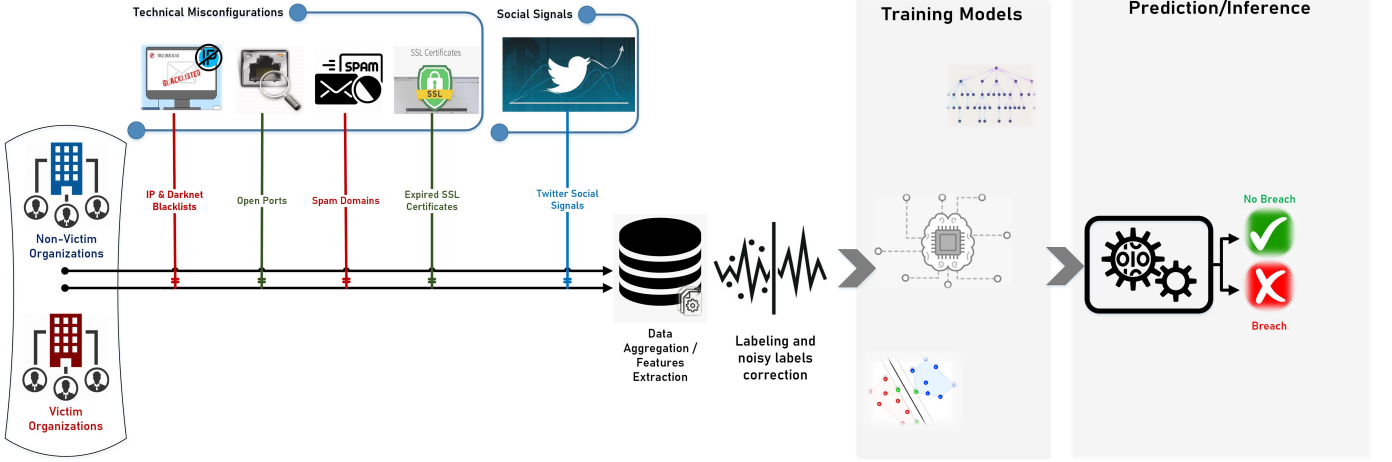 Technical Misconfigurations
Social Signals
Training Models
Prediction/Inference
BLACKLISTED
IP
SPAM
SSL Certificates
SSL
IP & Darknet
Blacklists
Open Ports
Spam Domains
Expired SSL
Certificates
Twitter Social
Signals
Non-Victim
Organizations
Victim
Organizations
Data
Aggregation /
Features
Extraction
Labeling and
noisy labels
correction
No Breach
Breach